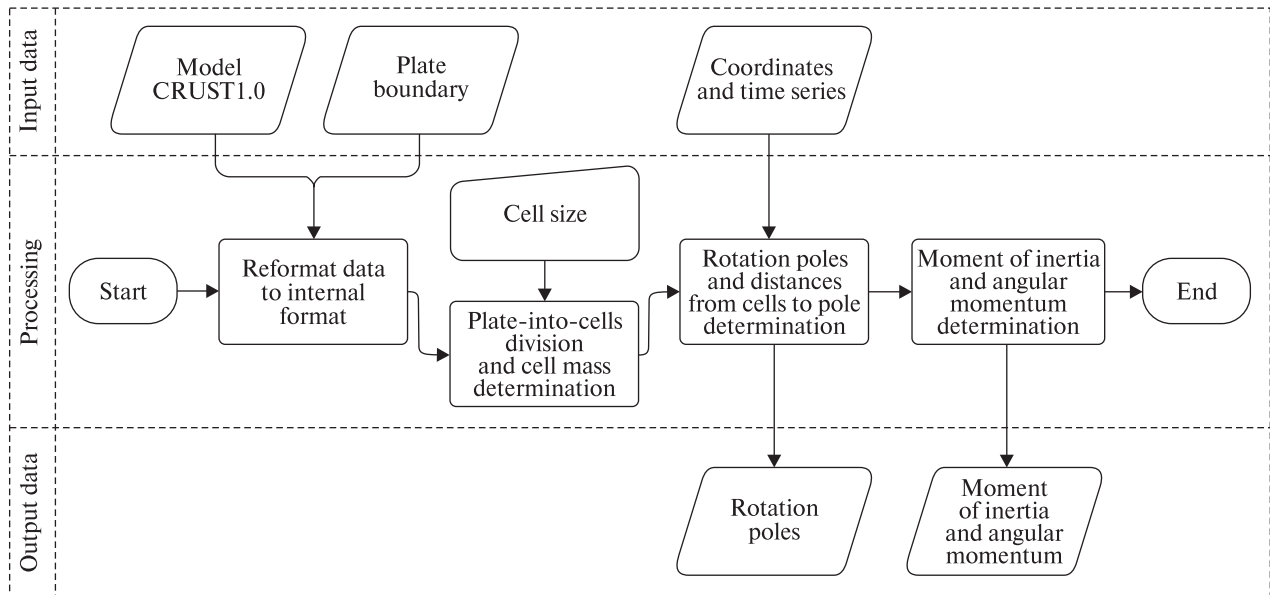 Input data
Model
CRUST1.0
Plate
boundary
Coordinates
and time series
Processing
Start
Reformat data
to internal
format
Cell size
Plate-into-cells
division
and cell mass
determination
Rotation poles
and distances
from cells to pole
determination
Moment of inertia
and angular
momentum
determination
End
Output data
Rotation
poles
Moment
of inertia
and angular
momentum